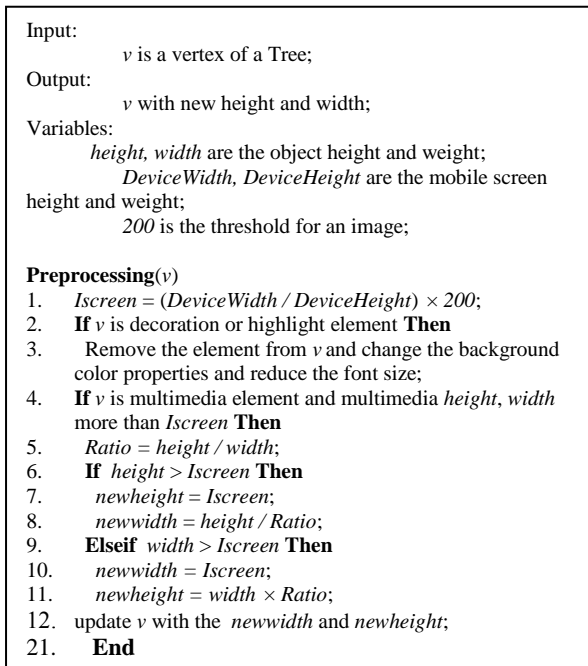 Input:
v is a vertex of a Tree;
Output:
v with new height and width;
Variables:
height, width are the object height and weight;
DeviceWidth, DeviceHeight are the mobile screen
height and weight;
200 is the threshold for an image;
Preprocessing(v)
1. Iscreen = (DeviceWidth / DeviceHeight) × 200;
2. If v is decoration or highlight element Then
3. Remove the element from v and change the background
color properties and reduce the font size;
4. If v is multimedia element and multimedia height, width
more than Iscreen Then
5. Ratio = height / width;
6. If height > Iscreen Then
7. newheight = Iscreen;
8. newwidth = height / Ratio;
9. Elseif width > Iscreen Then
10. newwidth = Iscreen;
11. newheight = width × Ratio;
12. update v with the newwidth and newheight;
21. End